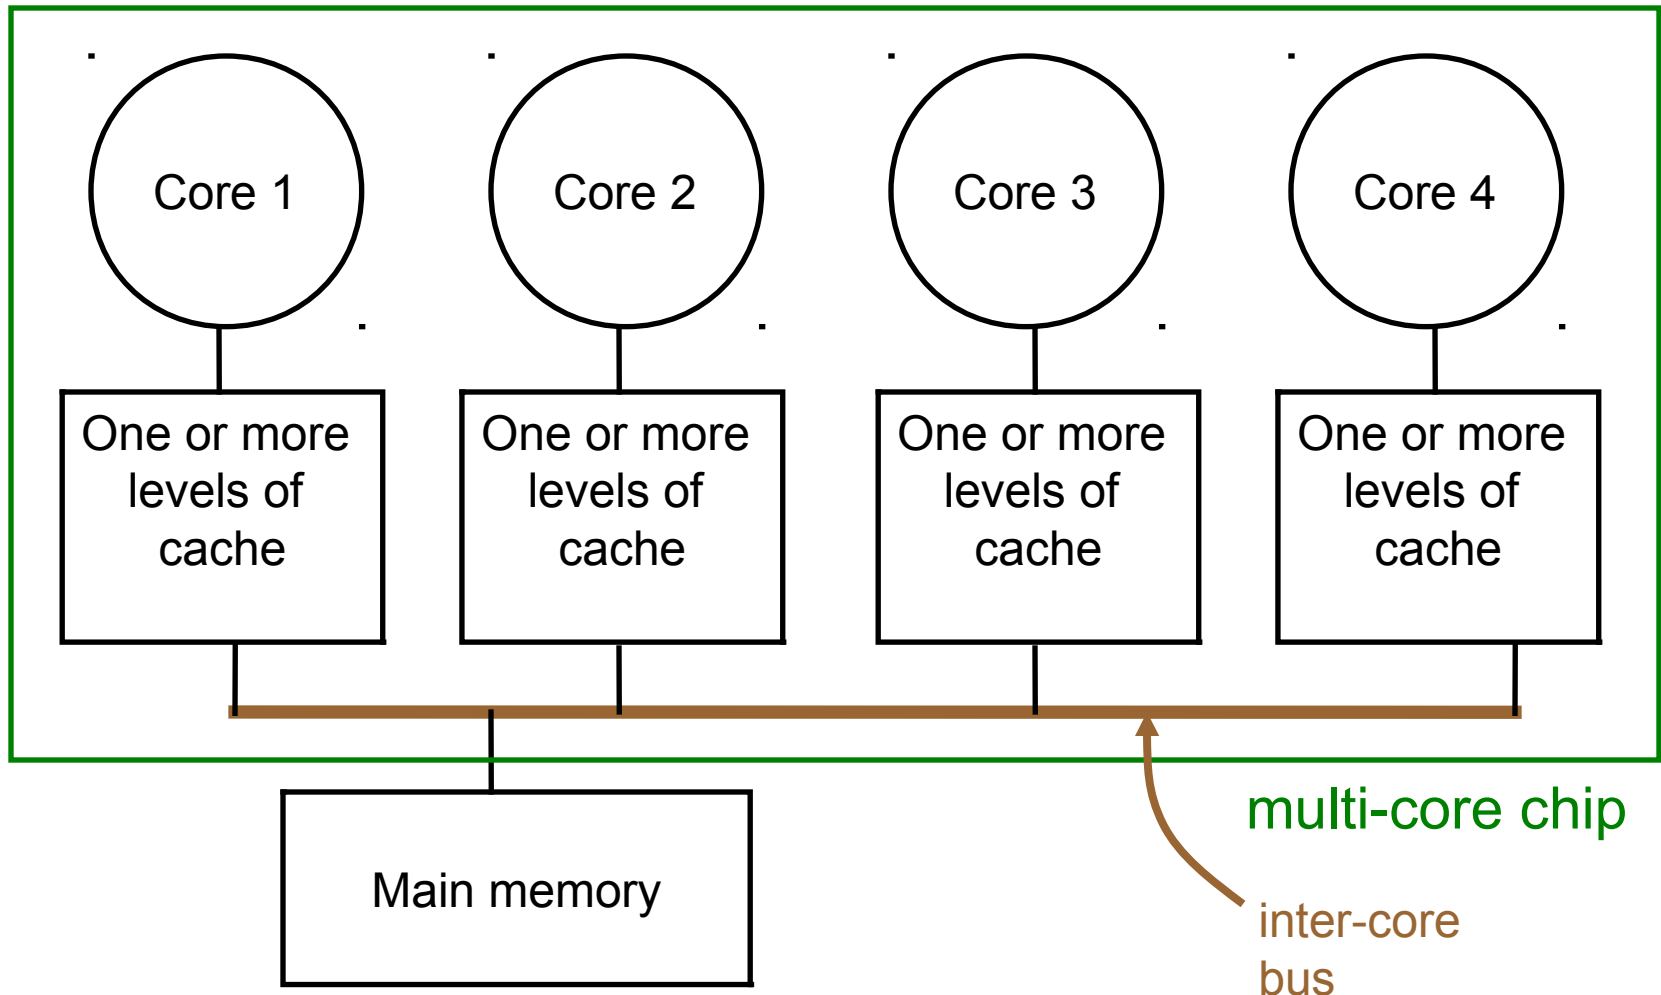 Core 1
Core 2
Core 3
Core 4
One or more
levels of
cache
One or more
levels of
cache
One or more
levels of
cache
One or more
levels of
cache
multi-core chip
Main memory
inter-core
bus